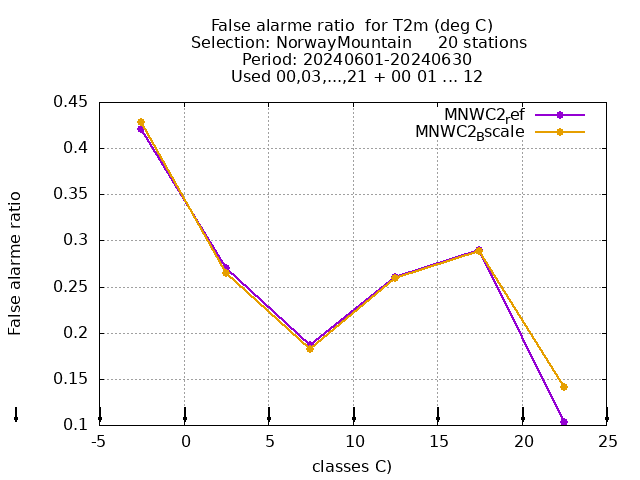 False alarme ratio  for T2m (deg C)
Selection: NorwayMountain     20 stations
Period: 20240601-20240630
Used 00,03,...,21 + 00 01 ... 12
MNWC2ref
MNWC2Bscale
False alarme ratio
0.45
0.4
0.35
0.3
0.25
0.2
0.15
0.1
-5 0 5 10 15 20 25
classes C)